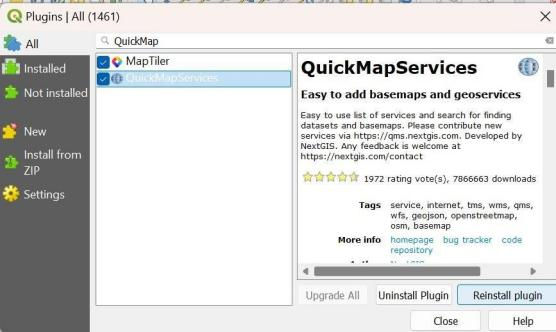 Plugins | All (1461)
All
Installed
Not installed
New
Install from
ZIP
Settings
QuickMap
MapTiler
QuickMapServices
QuickMapServices
Easy to add basemaps and geoservices
Easy to use list of services and search for finding
datasets and basemaps. Please contribute new
services via https://qms.nextgis.com. Developed by
NextGIS. Any feedback is welcome at
https://nextgis.com/contact
1972 rating vote(s), 7866663 downloads
Tags service, internet, tms, wms, qms,
wfs, geojson, openstreetmap,
osm, basemap
More info homepage bug tracker code
repository
Upgrade All Uninstall Plugin Reinstall plugin
Close Help